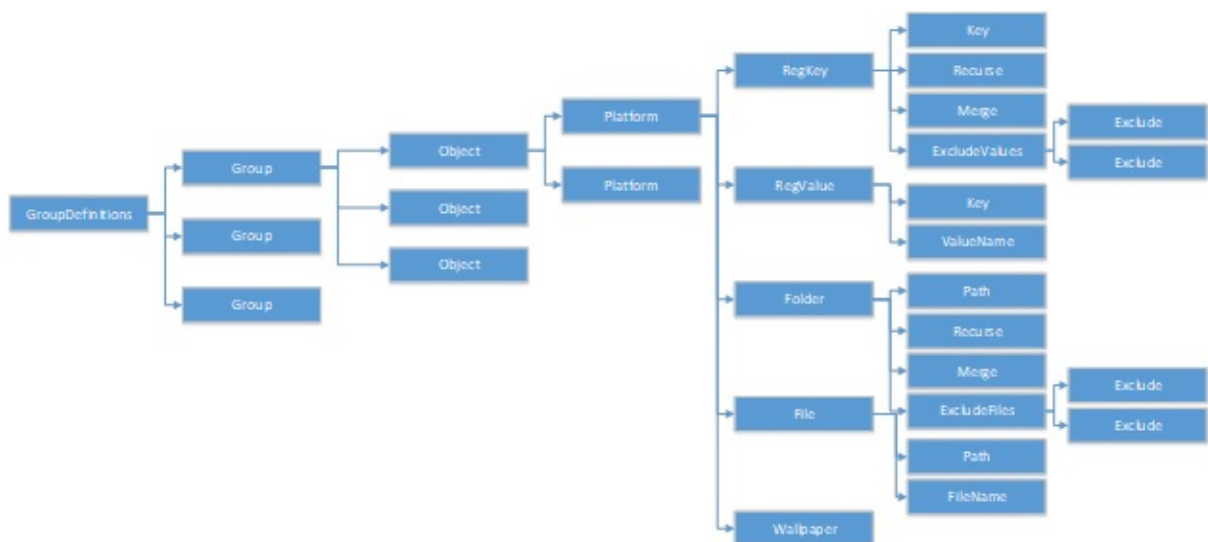 GroupDefinitions
Group
Group
Group
Object
Object
Object
Platform
Platform
RegKey
RegValue
Folder
File
Wallpaper
Key
Recurse
Merge
ExcludeValues
Key
ValueName
Path
Recurse
Merge
ExcludeFiles
Path
FileName
Exclude
Exclude
Exclude
Exclude